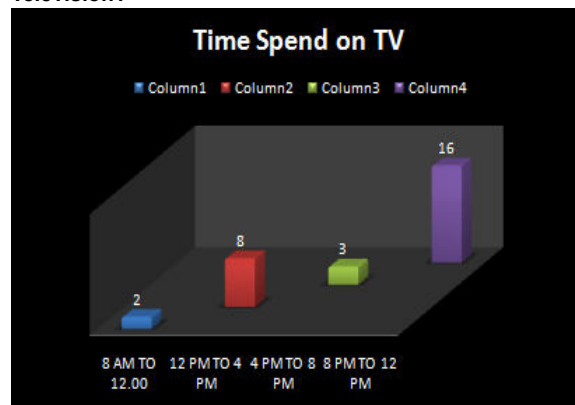 Time Spend on TV
Column1 Column2 Column3 Column4
16
8
3
2
8 AM TO 12 PM TO 4 4 PM TO 8 8 PM TO 12
12.00 PM PM PM